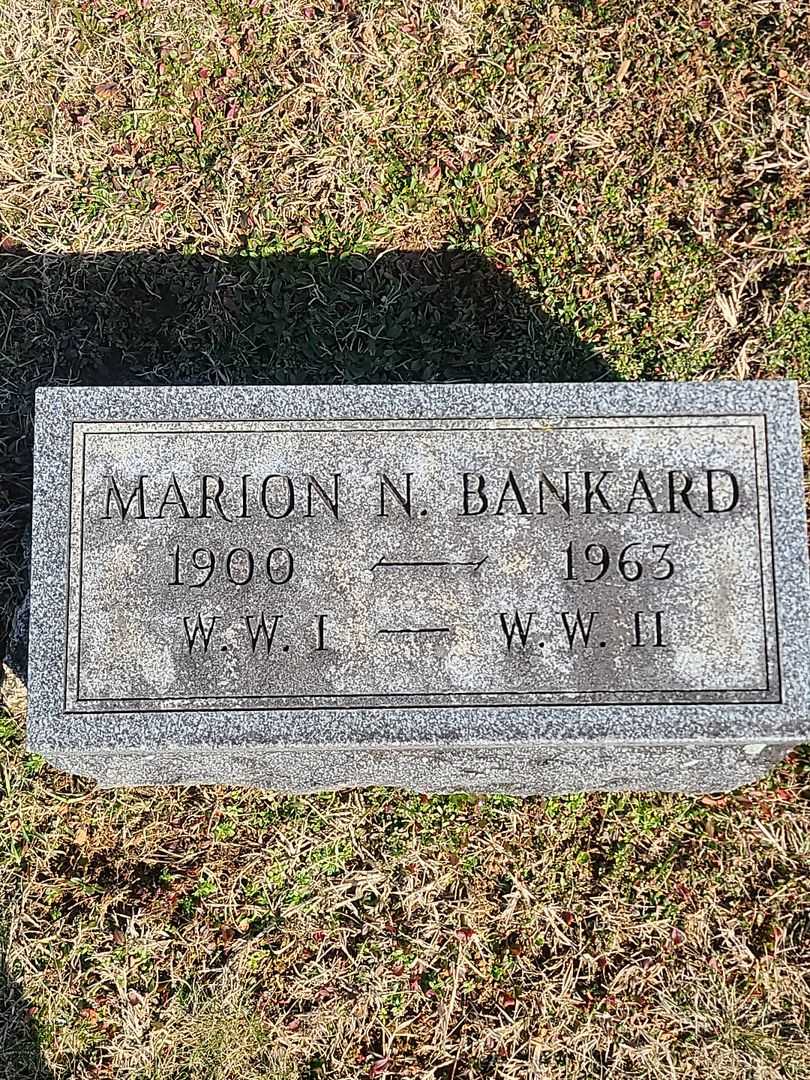 MARION N. BANKARD
1900 — 1963
W. W. I — W. W. II